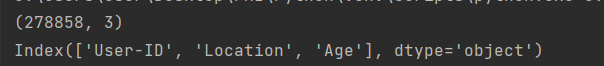 (278858, 3)
Index(['User-ID', 'Location', 'Age'], dtype='object')